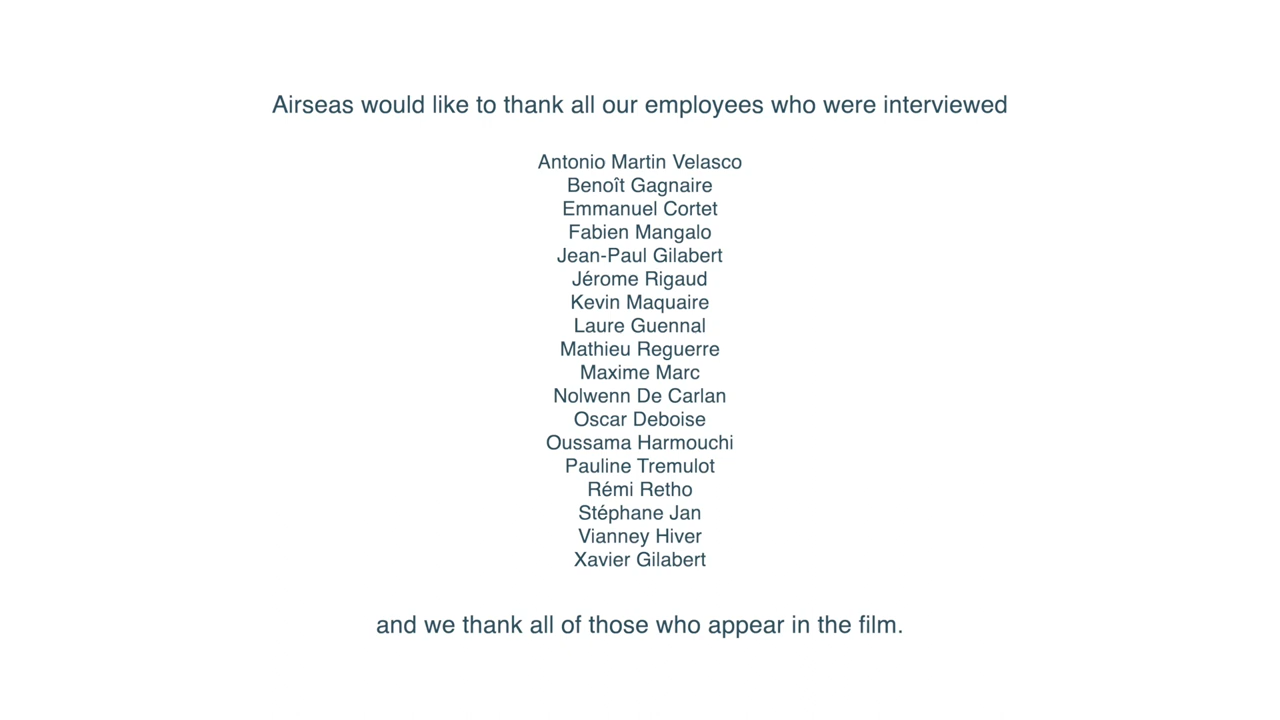 Airseas would like to thank all our employees who were interviewed
Antonio Martin Velasco
Benoît Gagnaire
Emmanuel Cortet
Fabien Mangalo
Jean-Paul Gilabert
Jérome Rigaud
Kevin Maquaire
Laure Guennal
Mathieu Reguerre
Maxime Marc
Nolwenn De Carlan
Oscar Deboise
Oussama Harmouchi
Pauline Tremulot
Rémi Retho
Stéphane Jan
Vianney Hiver
Xavier Gilabert
and we thank all of those who appear in the film.